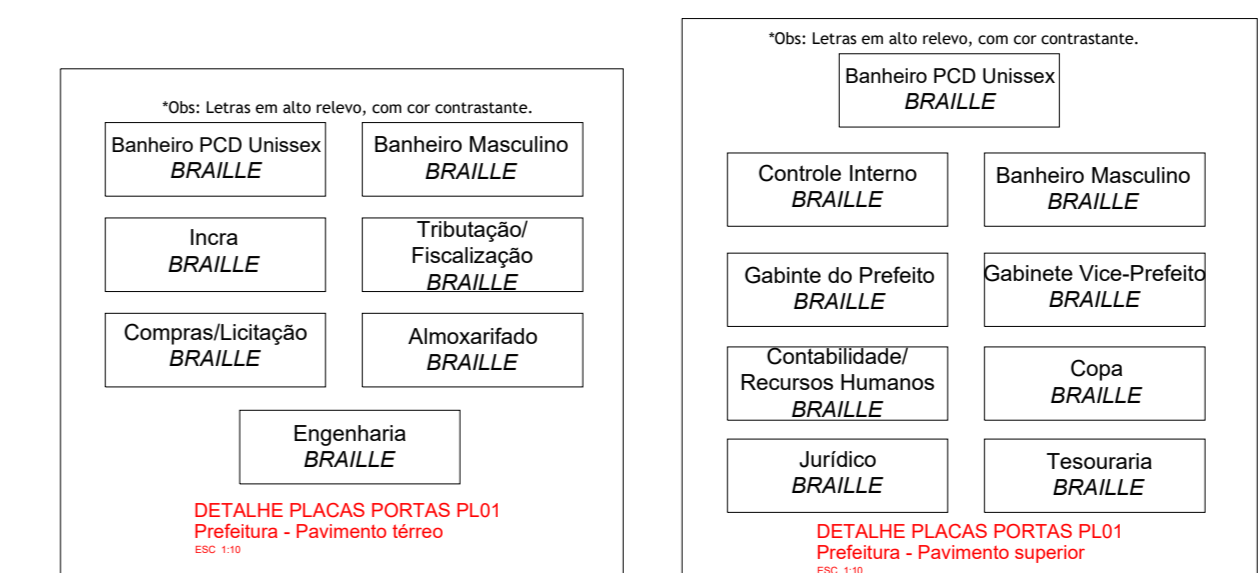 *Obs: Letras em alto relevo, com cor contrastante.
Banheiro PCD Unissex
BRAILLE
Banheiro Masculino
BRAILLE
Incra
BRAILLE
Tributação/
Fiscalização
BRAILLE
Compras/Licitação
BRAILLE
Almoxarifado
BRAILLE
Engenharia
BRAILLE
DETALHE PLACAS PORTAS PL01
Prefeitura - Pavimento térreo
ESC 1:10
*Obs: Letras em alto relevo, com cor contrastante.
Banheiro PCD Unissex
BRAILLE
Controle Interno
BRAILLE
Banheiro Masculino
BRAILLE
Gabinte do Prefeito
BRAILLE
Gabinete Vice-Prefeito
BRAILLE
Contabilidade/
Recursos Humanos
BRAILLE
Copa
BRAILLE
Jurídico
BRAILLE
Tesouraria
BRAILLE
DETALHE PLACAS PORTAS PL01
Prefeitura - Pavimento superior
ESC 1:10